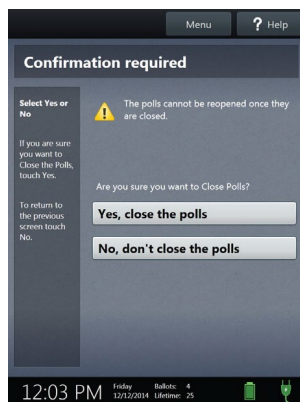 Menu
? Help
Confirmation required
Select Yes or
No
If you are sure
you want to
Close the Polls,
touch Yes.
To return to
the previous
screen touch
No.
The polls cannot be reopened once they
are closed.
Are you sure you want to Close Polls?
Yes, close the polls
No, don't close the polls
12:03 PM
Friday Ballots: 4
12/12/2014 Lifetime: 25